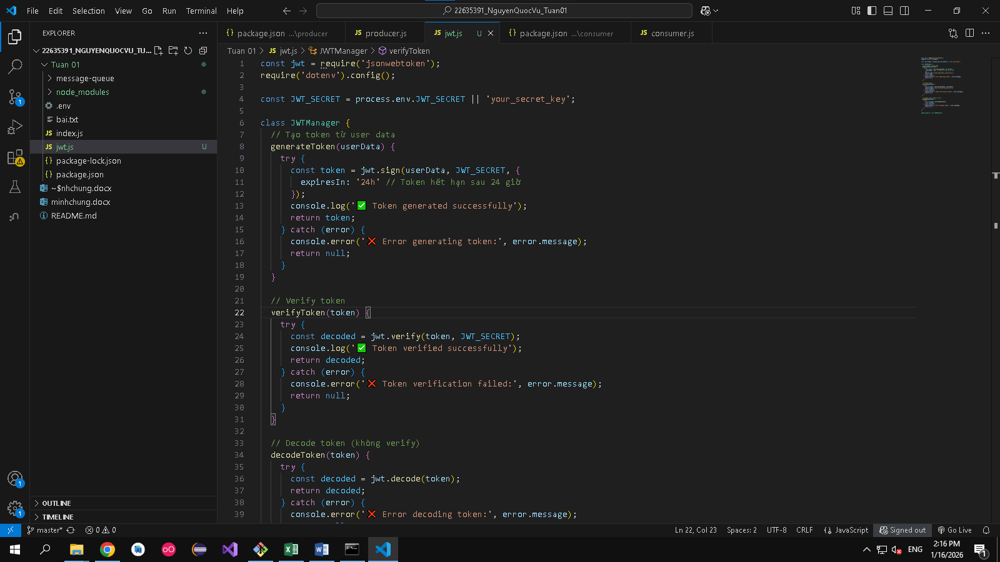 File Edit Selection View Go Run Terminal Help
22635391_NguyenQuocVu_Tuan01
EXPLORER
22635391_NGUYENQUOCVU_TU...
Tuan 01
message-queue
node_modules
.env
bai.txt
index.js
jwt.js U
package-lock.json
package.json
~$nhchung.docx
minhchung.docx
README.md
OUTLINE
TIMELINE
package.json ...\producer
producer.js
jwt.js U
package.json ...\consumer
consumer.js
Tuan 01 > JS jwt.js > JWTManager > verifyToken
1 const jwt = require('jsonwebtoken');
2 require('dotenv').config();
3
4 const JWT_SECRET = process.env.JWT_SECRET || 'your_secret_key';
5
6 class JWTManager {
7 // Tạo token từ user data
8 generateToken(userData) {
9 try {
10 const token = jwt.sign(userData, JWT_SECRET, {
11 expiresIn: '24h' // Token hết hạn sau 24 giờ
12 });
13 console.log('✅ Token generated successfully');
14 return token;
15 } catch (error) {
16 console.error('❌ Error generating token:', error.message);
17 return null;
18 }
19 }
20
21 // Verify token
22 verifyToken(token) {
23 try {
24 const decoded = jwt.verify(token, JWT_SECRET);
25 console.log('✅ Token verified successfully');
26 return decoded;
27 } catch (error) {
28 console.error('❌ Token verification failed:', error.message);
29 return null;
30 }
31 }
32
33 // Decode token (không verify)
34 decodeToken(token) {
35 try {
36 const decoded = jwt.decode(token);
37 return decoded;
38 } catch (error) {
39 console.error('❌ Error decoding token:', error.message);
master* 0 0
Ln 22, Col 23 Spaces: 2 UTF-8 CRLF {} JavaScript Signed out Go Live
ENG
2:16 PM
1/16/2026
1